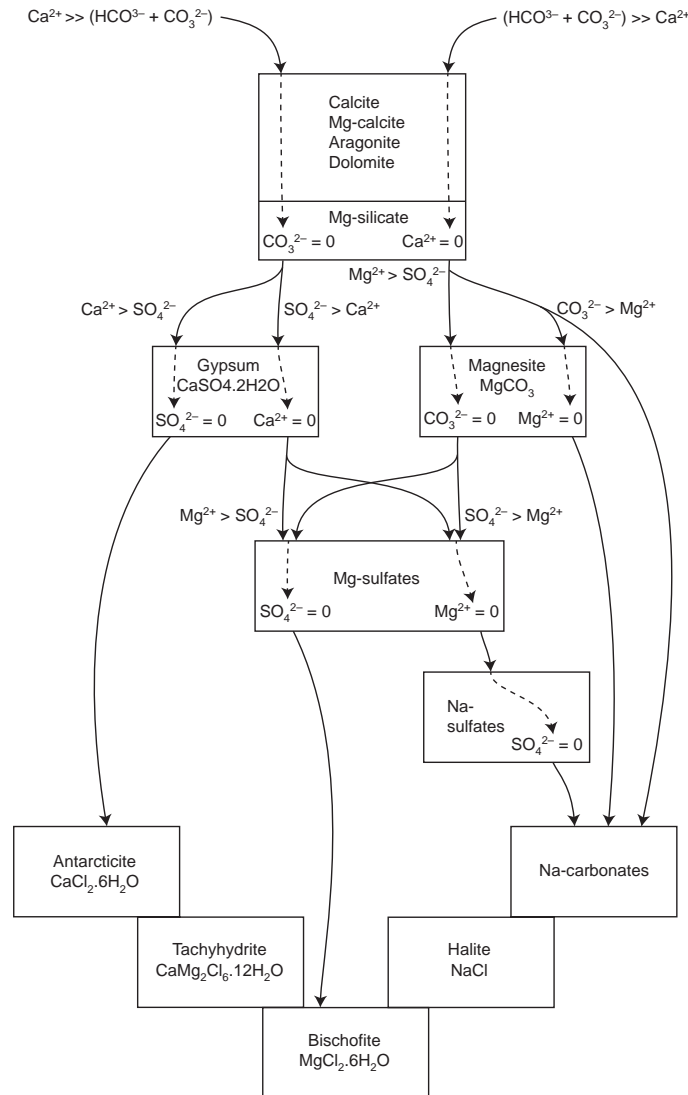 Ca²⁺ >> (HCO³⁻ + CO₃²⁻)
(HCO³⁻ + CO₃²⁻) >> Ca²⁺
Calcite
Mg-calcite
Aragonite
Dolomite
Mg-silicate
CO₃²⁻ = 0
Ca²⁺ = 0
Mg²⁺ > SO₄²⁻
Ca²⁺ > SO₄²⁻
SO₄²⁻ > Ca²⁺
CO₃²⁻ > Mg²⁺
Gypsum
CaSO4.2H2O
SO₄²⁻ = 0
Ca²⁺ = 0
Magnesite
MgCO₃
CO₃²⁻ = 0
Mg²⁺ = 0
Mg²⁺ > SO₄²⁻
SO₄²⁻ > Mg²⁺
Mg-sulfates
SO₄²⁻ = 0
Mg²⁺ = 0
Na-
sulfates
SO₄²⁻ = 0
Antarcticite
CaCl₂.6H₂O
Na-carbonates
Tachyhydrite
CaMg₂Cl₆.12H₂O
Halite
NaCl
Bischofite
MgCl₂.6H₂O